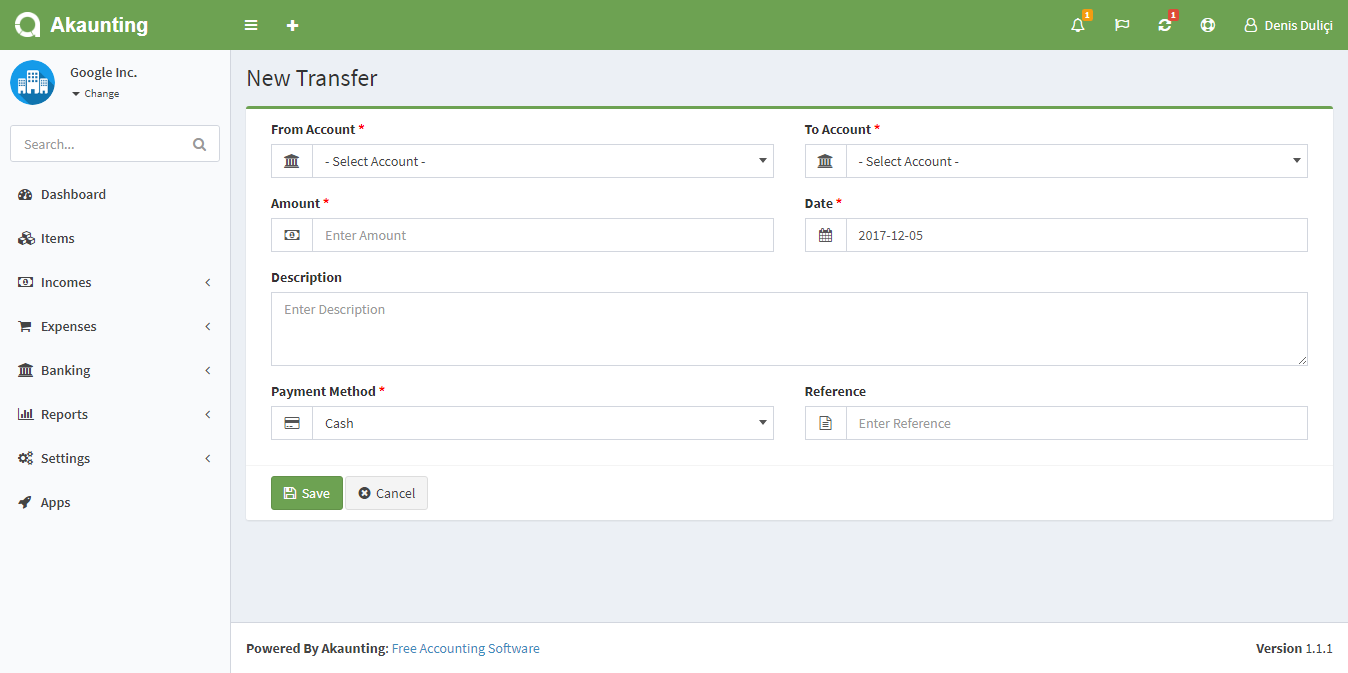 Akaunting
1
1
Denis Duliçi
Google Inc.
Change
Search...
Dashboard
Items
Incomes
Expenses
Banking
Reports
Settings
Apps
New Transfer
From Account *
To Account *
- Select Account -
- Select Account -
Amount *
Date *
Enter Amount
2017-12-05
Description
Enter Description
Payment Method *
Reference
Cash
Enter Reference
Save
Cancel
Powered By Akaunting: Free Accounting Software
Version 1.1.1